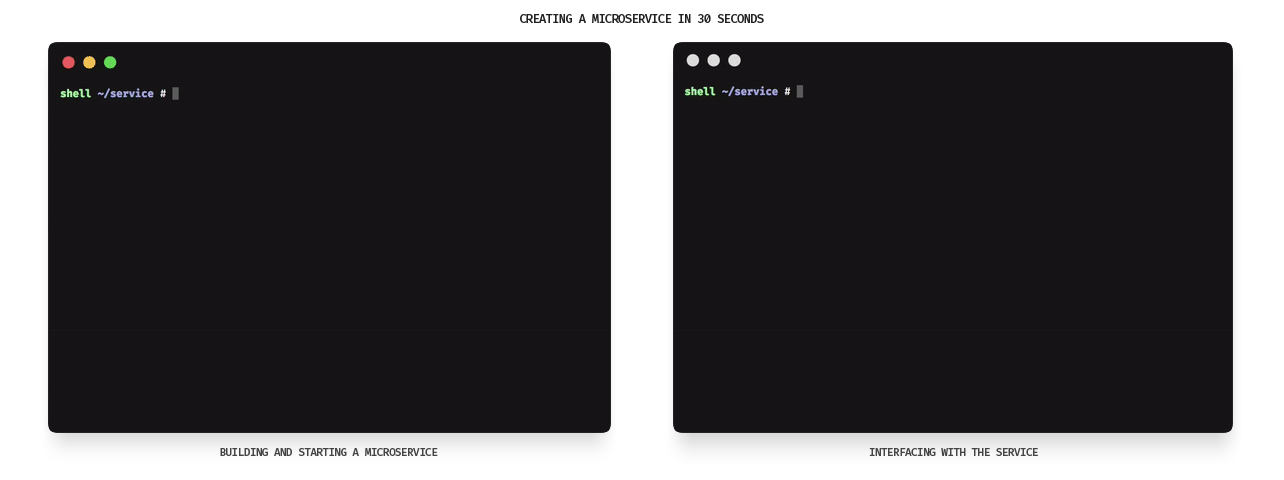 CREATING A MICROSERVICE IN 30 SECONDS
shell ~/service #
shell ~/service #
BUILDING AND STARTING A MICROSERVICE
INTERFACING WITH THE SERVICE